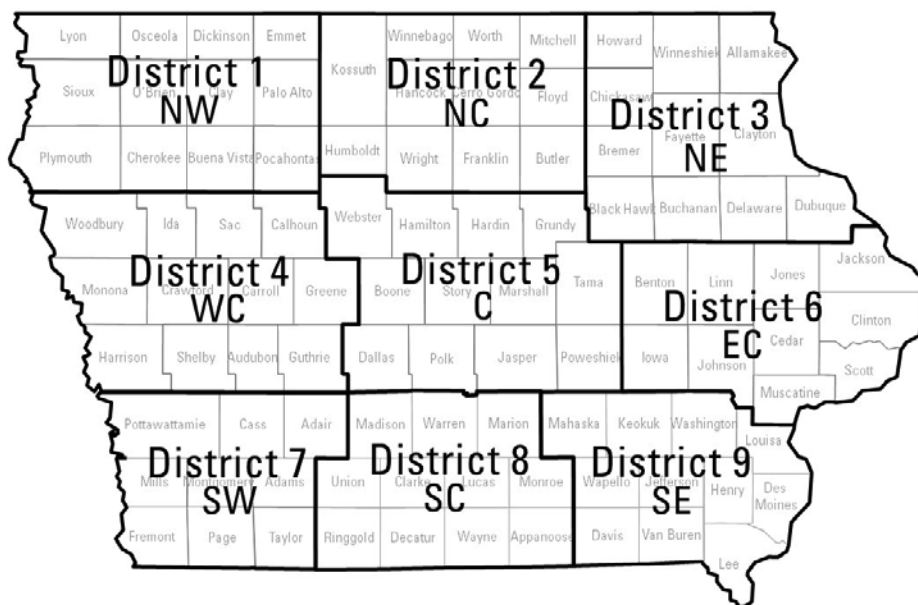 Lyon Osceola Dickinson Emmet Winnebago Worth Mitchell Howard Winneshiek Allamakee
District 1
NW
Kossuth
District 2
NC
Sioux O'Brien Clay Palo Alto Hancock Cerro Gordo Floyd Chickasaw
District 3
NE
Plymouth Cherokee Buena Vista Pocahontas Humboldt Wright Franklin Butler Bremer Fayette Clayton
Woodbury Ida Sac Calhoun Webster Hamilton Hardin Grundy Black Hawk Buchanan Delaware Dubuque
District 4
WC
District 5
C
District 6
EC
Monona Crawford Carroll Greene Boone Story Marshall Tama Benton Linn Jones Jackson
Clinton
Cedar
Harrison Shelby Audubon Guthrie Dallas Polk Jasper Poweshiek Iowa Johnson Scott
Muscatine
Pottawattamie Cass Adair Madison Warren Marion Mahaska Keokuk Washington Louisa
District 7
SW
District 8
SC
District 9
SE
Mills Montgomery Adams Union Clarke Lucas Monroe Wapello Jefferson Henry Des
Moines
Fremont Page Taylor Ringgold Decatur Wayne Appanoose Davis Van Buren
Lee